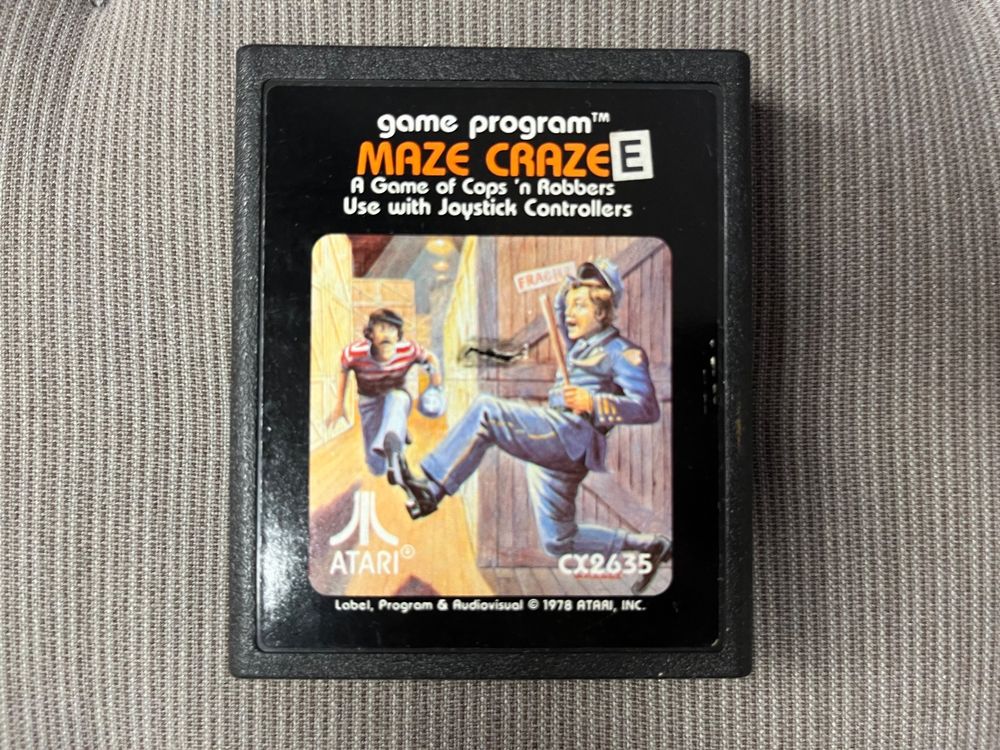 game program™
MAZE CRAZE E
A Game of Cops 'n Robbers
Use with Joystick Controllers
FRAGILE
ATARI®
CX2635
Label, Program & Audiovisual © 1978 ATARI, INC.